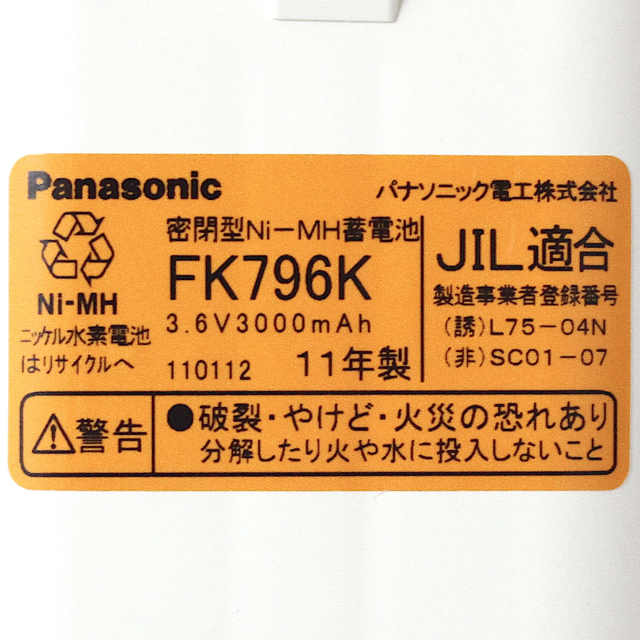 Panasonic
パナソニック電工株式会社
Ni-MH
ニッケル水素電池
はリサイクルへ
密閉型Ni-MH蓄電池
FK796K
3.6V3000mAh
110112 11年製
JIL適合
製造事業者登録番号
(誘)L75-04N
(非)SC01-07
警告
●破裂・やけど・火災の恐れあり
分解したり火や水に投入しないこと